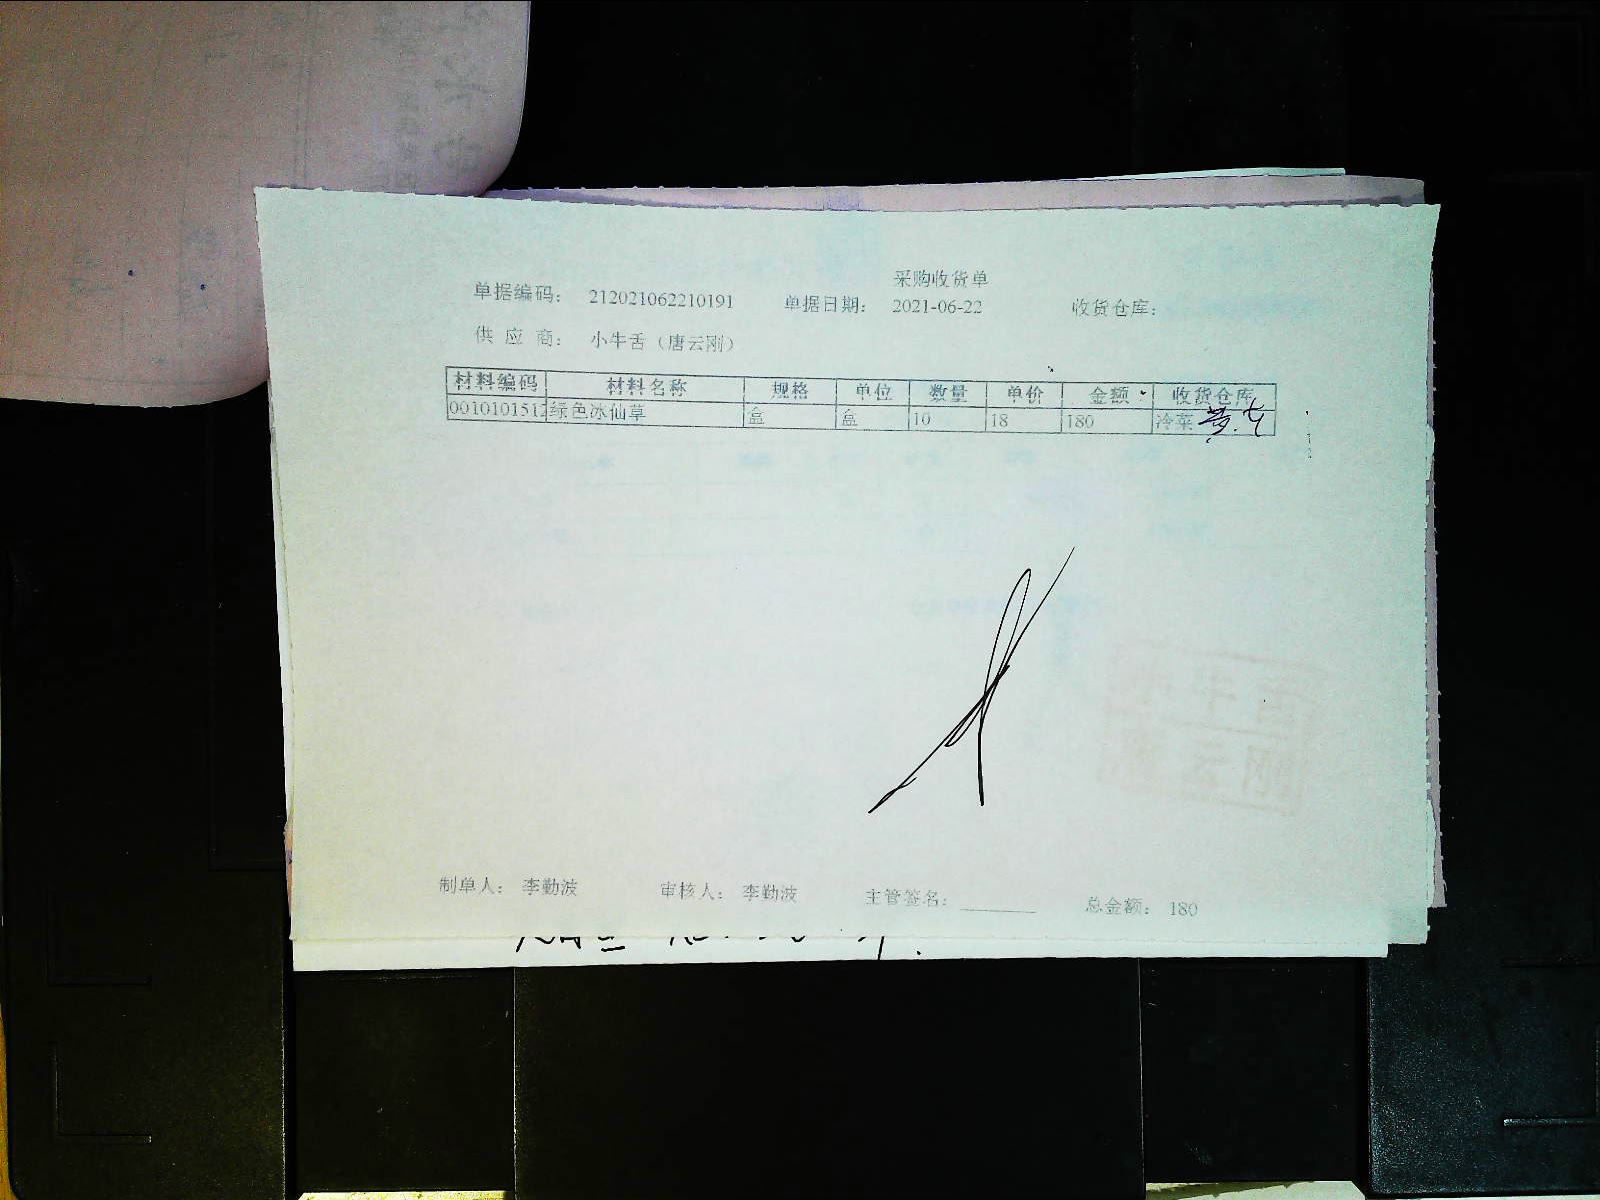 采购收货单
单据编码： 212021062210191 单据日期： 2021-06-22 收货仓库：
供 应 商： 小牛舌（唐云刚）
材料编码 材料名称 规格 单位 数量 单价 金额 收货仓库
0010101512 绿色冰仙草 盒 盒 10 18 180 冷菜
制单人： 李勤波 审核人： 李勤波 主管签名： 总金额： 180